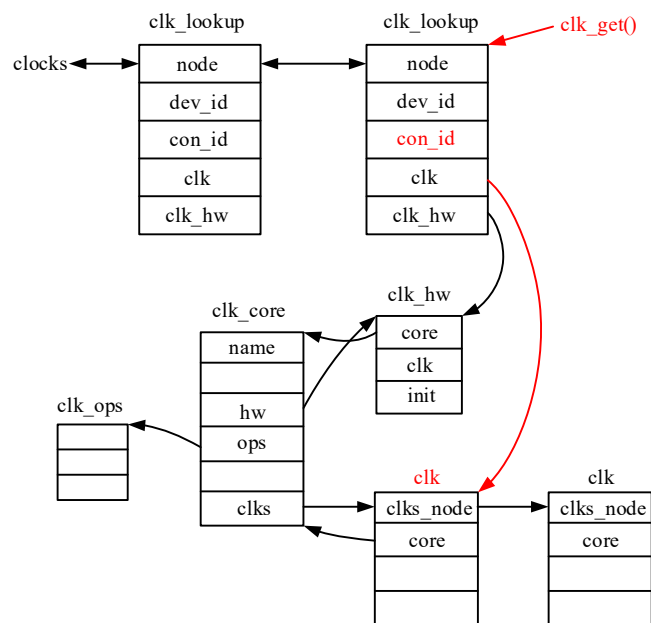 clk_lookup
clk_lookup
clk_get()
clocks
node
node
dev_id
dev_id
con_id
con_id
clk
clk
clk_hw
clk_hw
clk_hw
clk_core
core
name
clk
init
clk_ops
hw
ops
clk
clk
clks
clks_node
clks_node
core
core